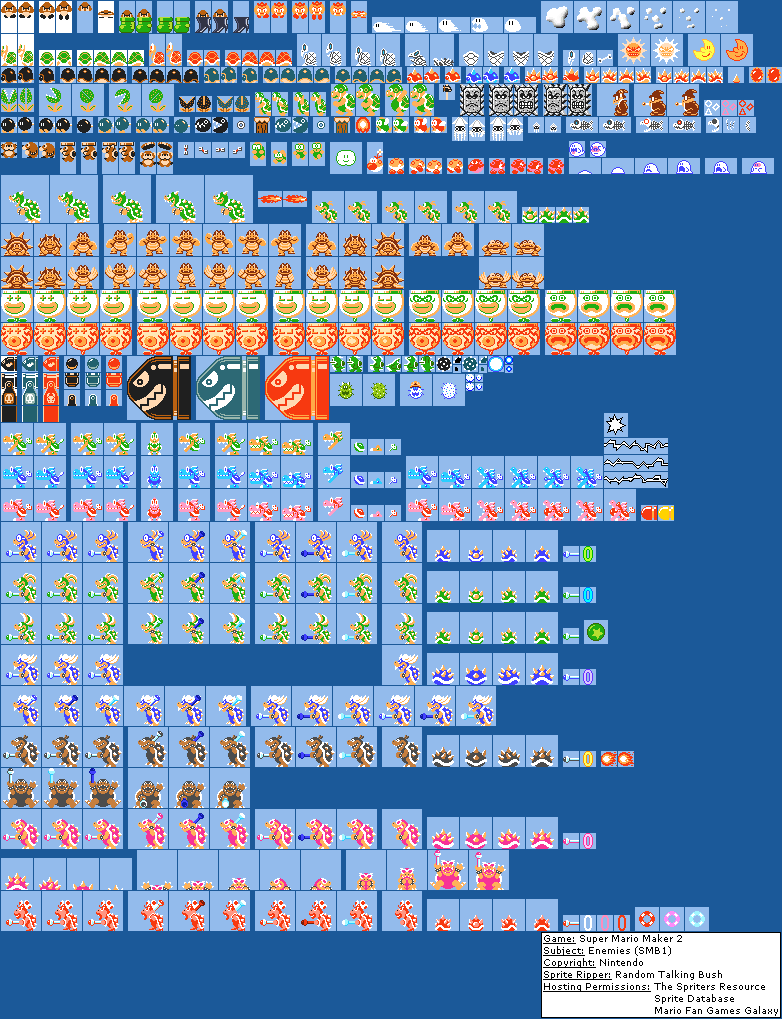 Game: Super Mario Maker 2
Subject: Enemies (SMB1)
Copyright: Nintendo
Sprite Ripper: Random Talking Bush
Hosting Permissions: The Spriters Resource
Sprite Database
Mario Fan Games Galaxy